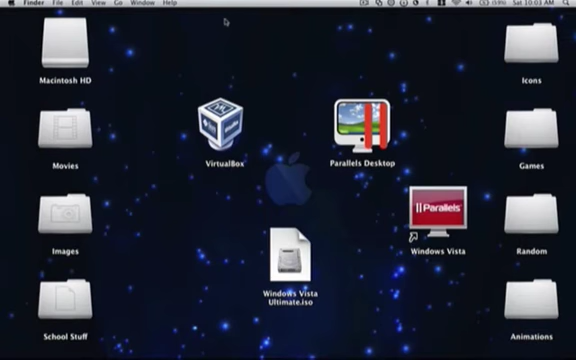 Finder File Edit View Go Window Help
Sat 10:03 AM
Macintosh HD
Icons
VirtualBox
Parallels Desktop
Movies
Games
Parallels
Images
Windows Vista
Random
Windows Vista
Ultimate.iso
School Stuff
Animations